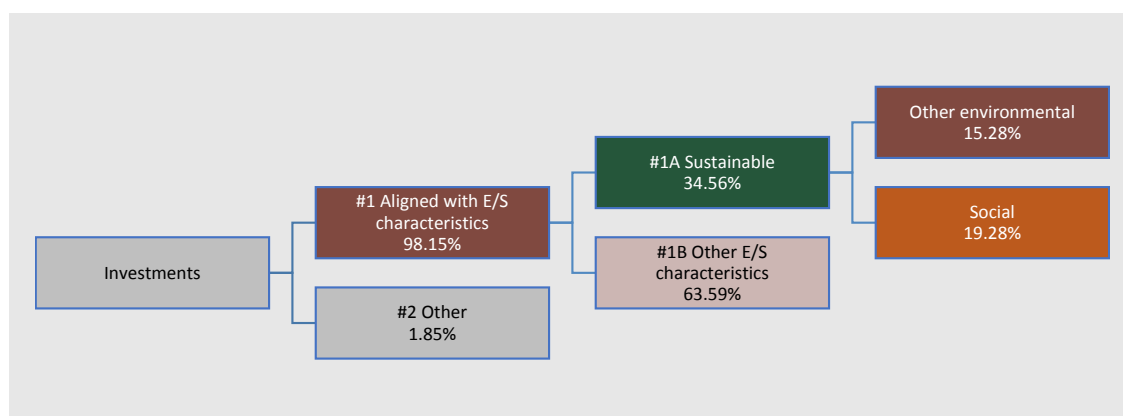 Investments
#1 Aligned with E/S
characteristics
98.15%
#2 Other
1.85%
#1A Sustainable
34.56%
#1B Other E/S
characteristics
63.59%
Other environmental
15.28%
Social
19.28%